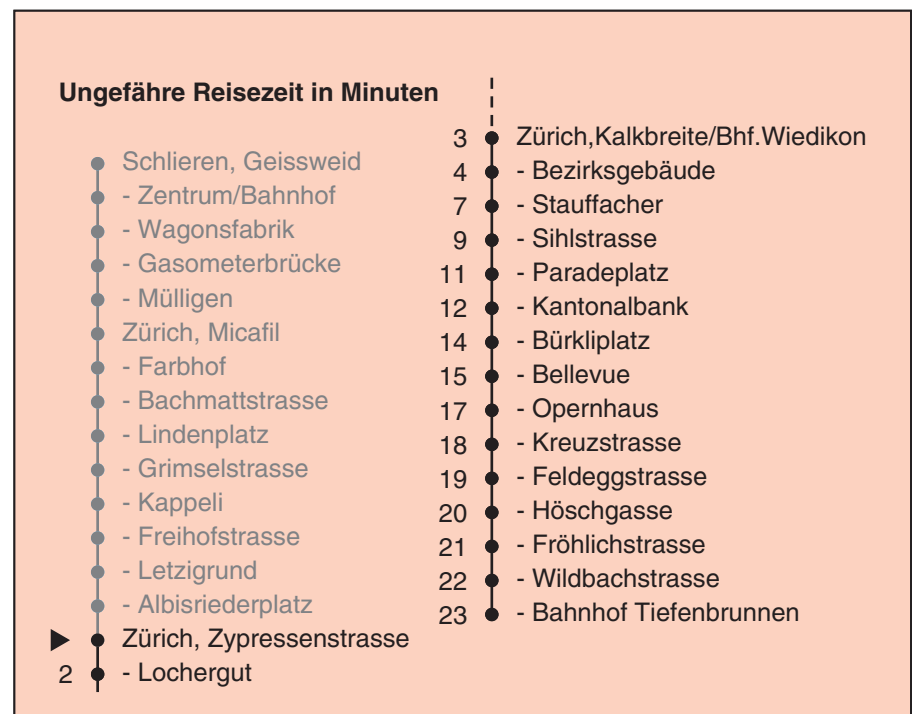 Ungefähre Reisezeit in Minuten
Schlieren, Geissweid
- Zentrum/Bahnhof
- Wagonsfabrik
- Gasometerbrücke
- Mülligen
Zürich, Micafil
- Farbhof
- Bachmattstrasse
- Lindenplatz
- Grimselstrasse
- Kappeli
- Freihofstrasse
- Letzigrund
- Albisriederplatz
Zürich, Zypressenstrasse
2 - Lochergut
3 Zürich,Kalkbreite/Bhf.Wiedikon
4 - Bezirksgebäude
7 - Stauffacher
9 - Sihlstrasse
11 - Paradeplatz
12 - Kantonalbank
14 - Bürkliplatz
15 - Bellevue
17 - Opernhaus
18 - Kreuzstrasse
19 - Feldeggstrasse
20 - Höschgasse
21 - Fröhlichstrasse
22 - Wildbachstrasse
23 - Bahnhof Tiefenbrunnen